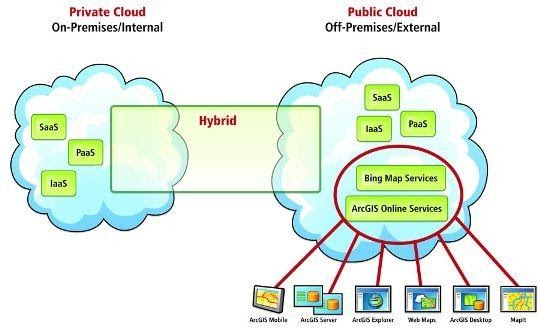 Private Cloud
On-Premises/Internal
Public Cloud
Off-Premises/External
Hybrid
SaaS
PaaS
IaaS
SaaS
IaaS
PaaS
Bing Map Services
ArcGIS Online Services
ArcGIS Mobile
ArcGIS Server
ArcGIS Explorer
Web Maps
ArcGIS Desktop
MapIt